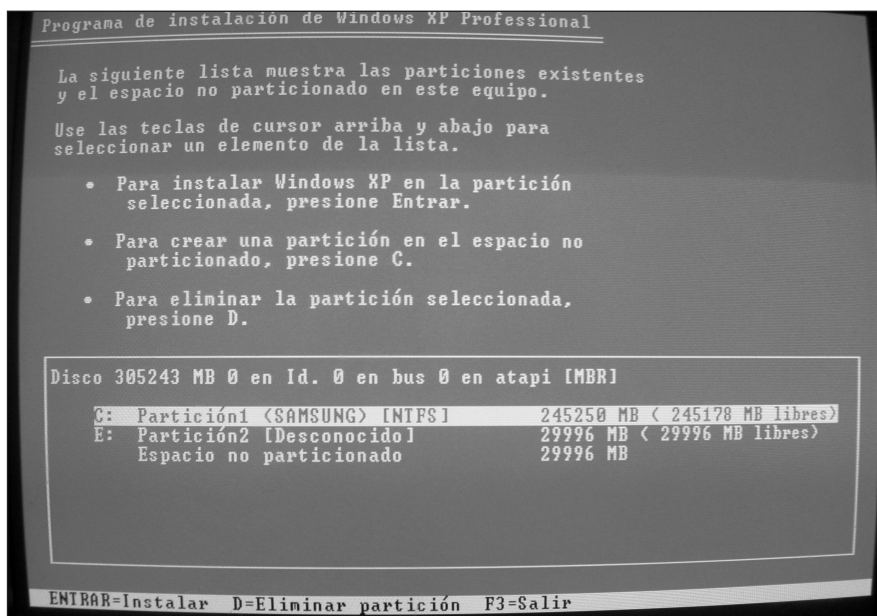 Programa de instalación de Windows XP Professional
La siguiente lista muestra las particiones existentes
y el espacio no particionado en este equipo.
Use las teclas de cursor arriba y abajo para
seleccionar un elemento de la lista.
• Para instalar Windows XP en la partición
seleccionada, presione Entrar.
• Para crear una partición en el espacio no
particionado, presione C.
• Para eliminar la partición seleccionada,
presione D.
Disco 305243 MB 0 en Id. 0 en bus 0 en atapi [MBR]
C: Partición1 (SAMSUNG) [NTFS] 245250 MB ( 245178 MB libres)
E: Partición2 [Desconocido] 29996 MB ( 29996 MB libres)
Espacio no particionado 29996 MB
ENTRAR=Instalar D=Eliminar partición F3=Salir